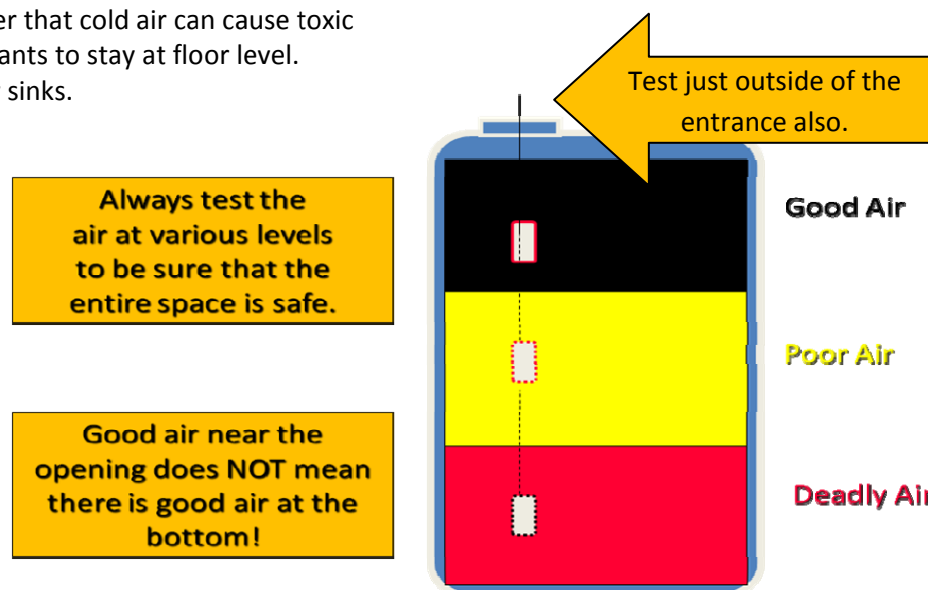 that cold air can cause toxic
to stay at floor level.
sinks.
Test just outside of the
entrance also.
Always test the
air at various levels
to be sure that the
entire space is safe.
Good Air
Poor Air
Good air near the
opening does NOT mean
there is good air at the
bottom!
Deadly Air